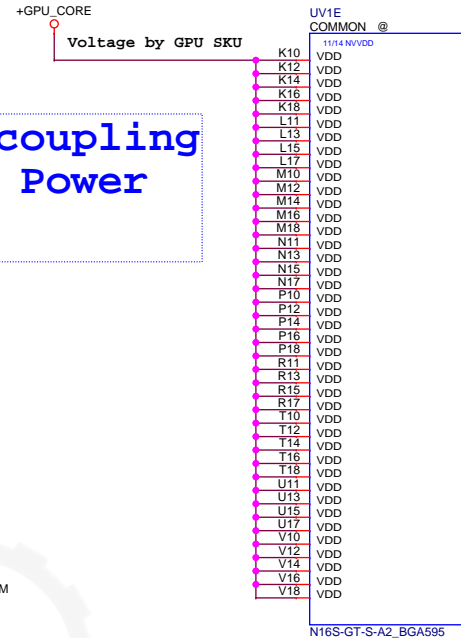 +GPU_CORE
UV1E
COMMON @
Voltage by GPU SKU
11/14 NVVDD
K10 VDD
K12 VDD
K14 VDD
K16 VDD
K18 VDD
L11 VDD
L13 VDD
L15 VDD
L17 VDD
M10 VDD
M12 VDD
M14 VDD
M16 VDD
M18 VDD
N11 VDD
N13 VDD
N15 VDD
N17 VDD
P10 VDD
P12 VDD
P14 VDD
P16 VDD
P18 VDD
R11 VDD
R13 VDD
R15 VDD
R17 VDD
T10 VDD
T12 VDD
T14 VDD
T16 VDD
T18 VDD
U11 VDD
U13 VDD
U15 VDD
U17 VDD
V10 VDD
V12 VDD
V14 VDD
V16 VDD
V18 VDD
coupling
Power
M
N16S-GT-S-A2_BGA595